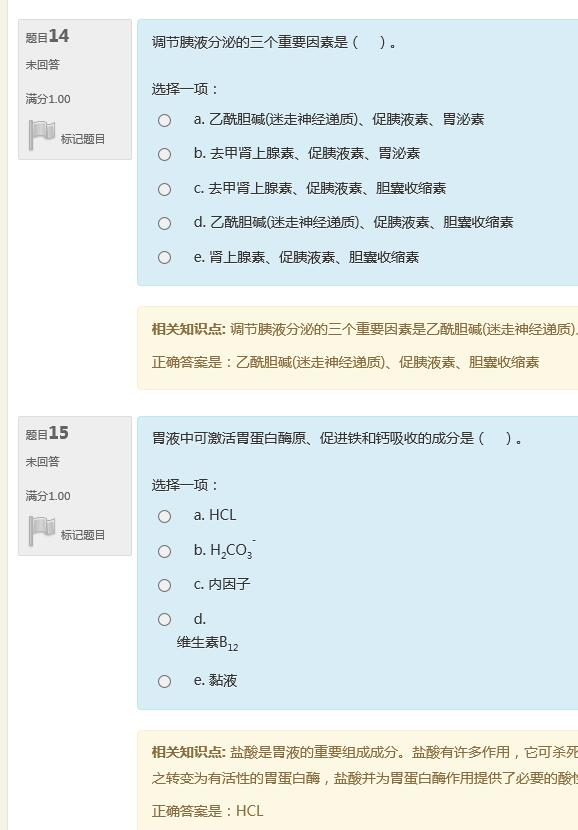 题目14
未回答
满分1.00
标记题目
调节胰液分泌的三个重要因素是（ ）。
选择一项：
a. 乙酰胆碱(迷走神经递质)、促胰液素、胃泌素
b. 去甲肾上腺素、促胰液素、胃泌素
c. 去甲肾上腺素、促胰液素、胆囊收缩素
d. 乙酰胆碱(迷走神经递质)、促胰液素、胆囊收缩素
e. 肾上腺素、促胰液素、胆囊收缩素
相关知识点: 调节胰液分泌的三个重要因素是乙酰胆碱(迷走神经递质)、
正确答案是：乙酰胆碱(迷走神经递质)、促胰液素、胆囊收缩素
题目15
未回答
满分1.00
标记题目
胃液中可激活胃蛋白酶原、促进铁和钙吸收的成分是（ ）。
选择一项：
a. HCL
b. H₂CO₃⁻
c. 内因子
d.
维生素B₁₂
e. 黏液
相关知识点: 盐酸是胃液的重要组成成分。盐酸有许多作用，它可杀死
之转变为有活性的胃蛋白酶，盐酸并为胃蛋白酶作用提供了必要的酸性
正确答案是：HCL